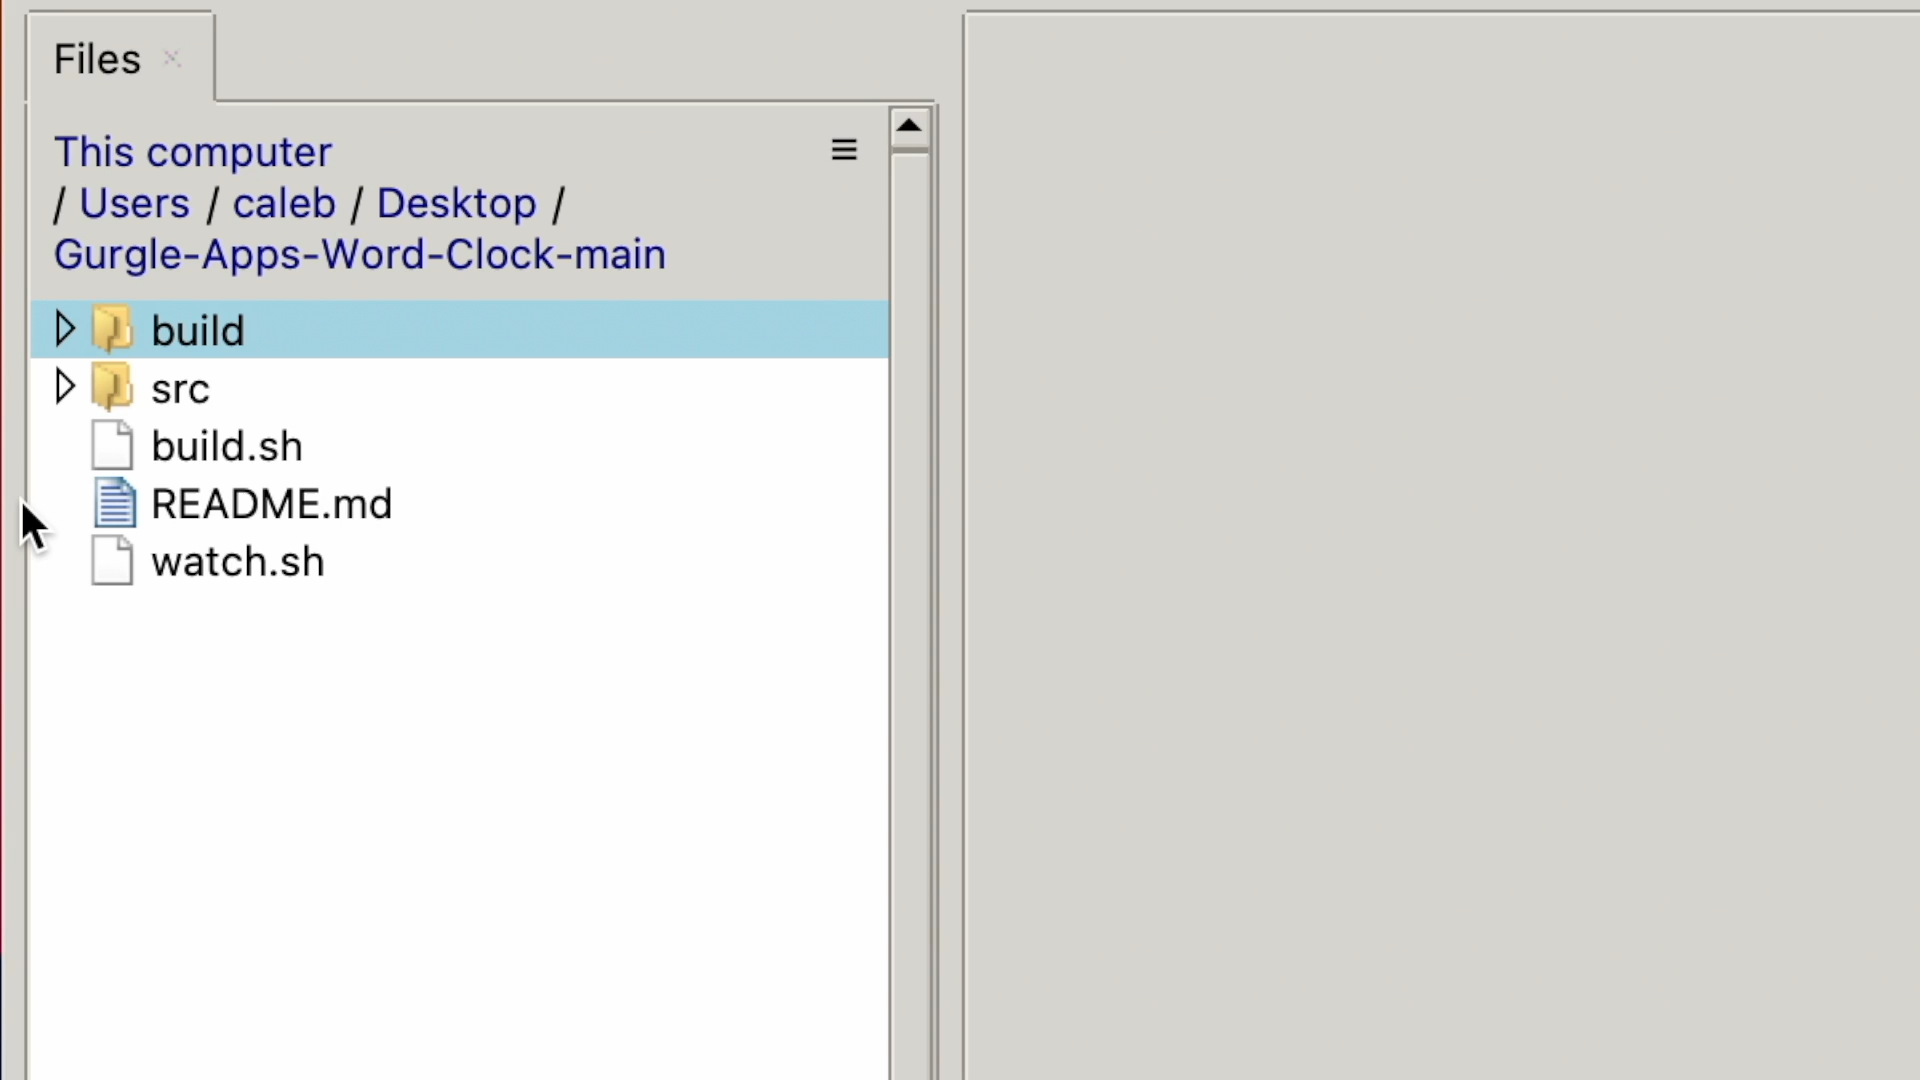 Files
This computer
/ Users / caleb / Desktop /
Gurgle-Apps-Word-Clock-main
build
src
build.sh
README.md
watch.sh